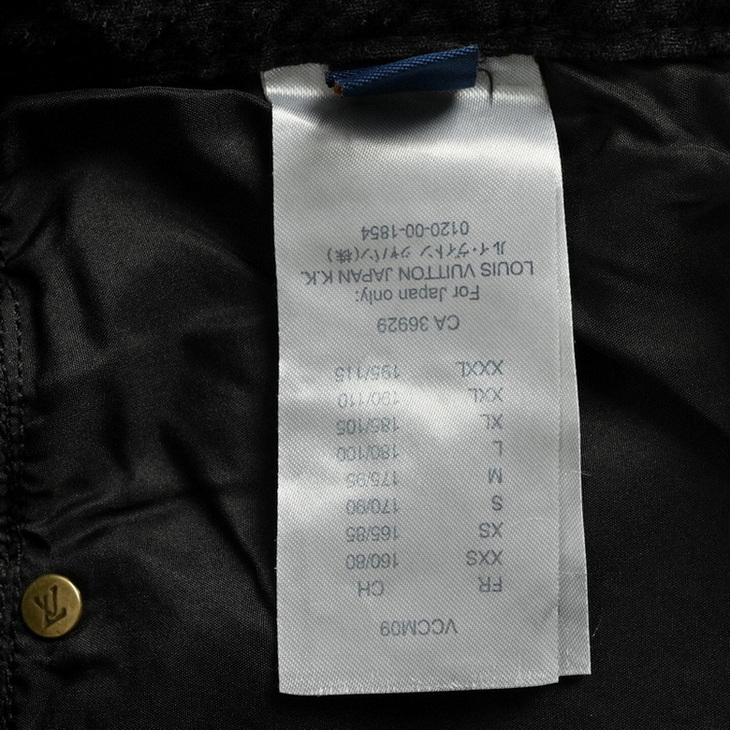 VCCM09
FR CH
XXS 160/80
XS 165/85
S 170/90
M 175/95
L 180/100
XL 185/105
XXL 190/110
XXXL 195/115
CA 36929
For Japan only:
LOUIS VUITTON JAPAN K.K.
ルイ・ヴィトン ジャパン(株)
0120-00-1854
LV